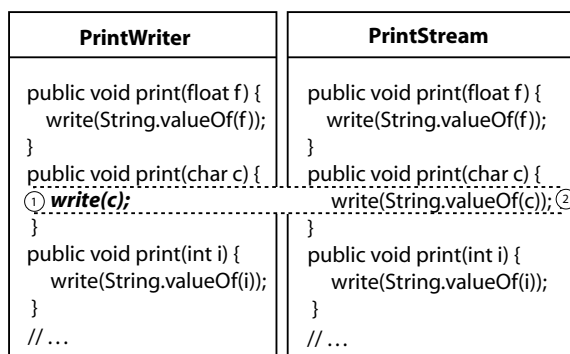 PrintWriter
public void print(float f) {
write(String.valueOf(f));
}
public void print(char c) {
① write(c);
}
public void print(int i) {
write(String.valueOf(i));
}
// ...
PrintStream
public void print(float f) {
write(String.valueOf(f));
}
public void print(char c) {
write(String.valueOf(c)); ②
}
public void print(int i) {
write(String.valueOf(i));
}
// ...